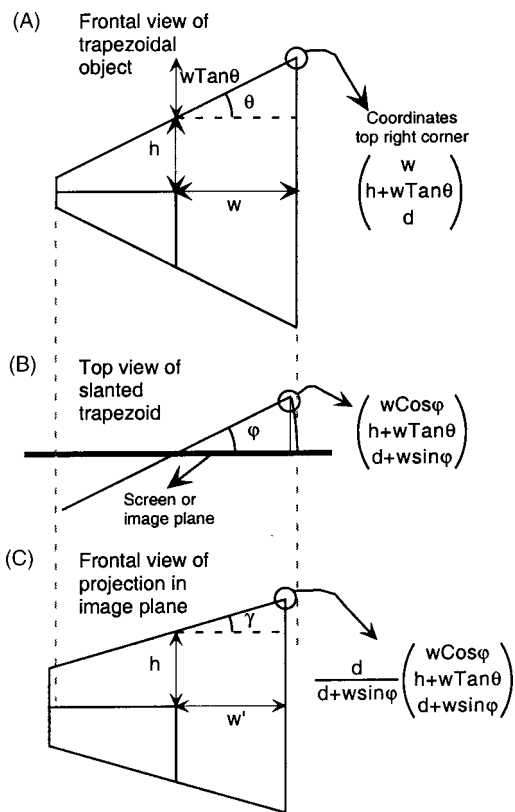 (A)
Frontal view of
trapezoidal
object
wTanθ
θ
h
w
Coordinates
top right corner
w
h+wTanθ
d
(B)
Top view of
slanted
trapezoid
φ
wCosφ
h+wTanθ
d+wsinφ
Screen or
image plane
(C)
Frontal view of
projection in
image plane
γ
h
w'
d
d+wsinφ
wCosφ
h+wTanθ
d+wsinφ